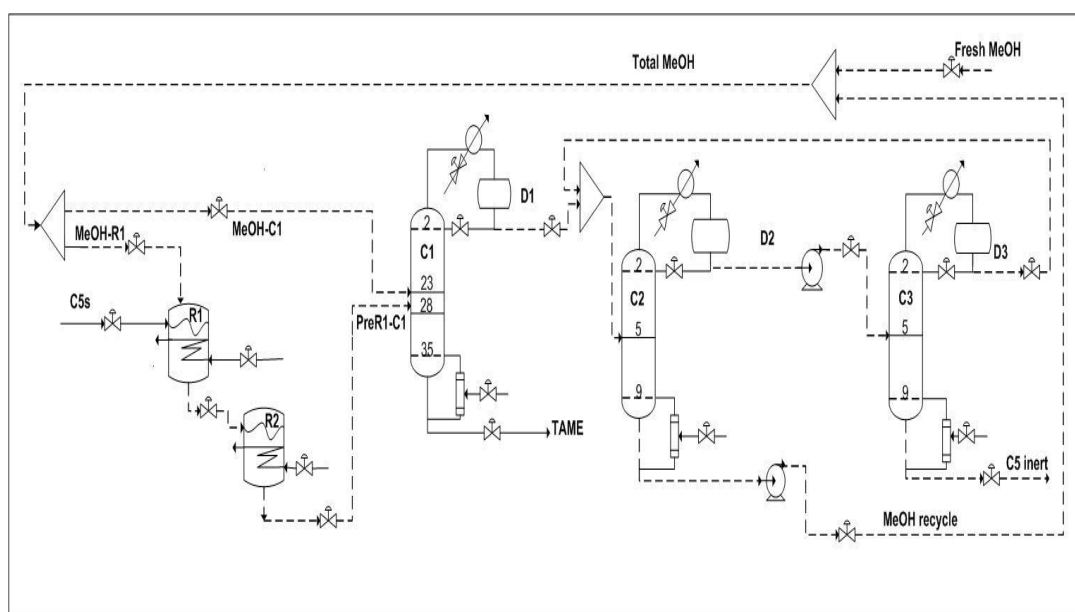 Fresh MeOH
Total MeOH
MeOH-R1
MeOH-C1
C5s
R1
R2
PreR1-C1
2
C1
23
28
35
D1
TAME
2
C2
5
9
D2
2
C3
5
9
D3
C5 inert
MeOH recycle